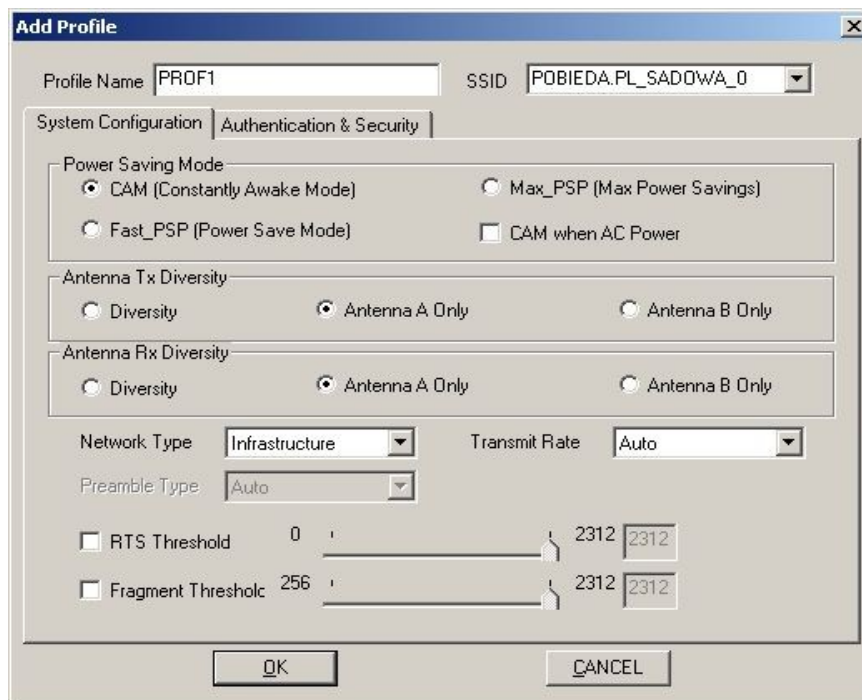 Add Profile
Profile Name PROF1 SSID POBIEDA.PL_SADOWA_0
System Configuration Authentication & Security
Power Saving Mode
CAM (Constantly Awake Mode) Max_PSP (Max Power Savings)
Fast_PSP (Power Save Mode) CAM when AC Power
Antenna Tx Diversity
Diversity Antenna A Only Antenna B Only
Antenna Rx Diversity
Diversity Antenna A Only Antenna B Only
Network Type Infrastructure Transmit Rate Auto
Preamble Type Auto
RTS Threshold 0 2312 2312
Fragment Thresholc 256 2312 2312
OK CANCEL